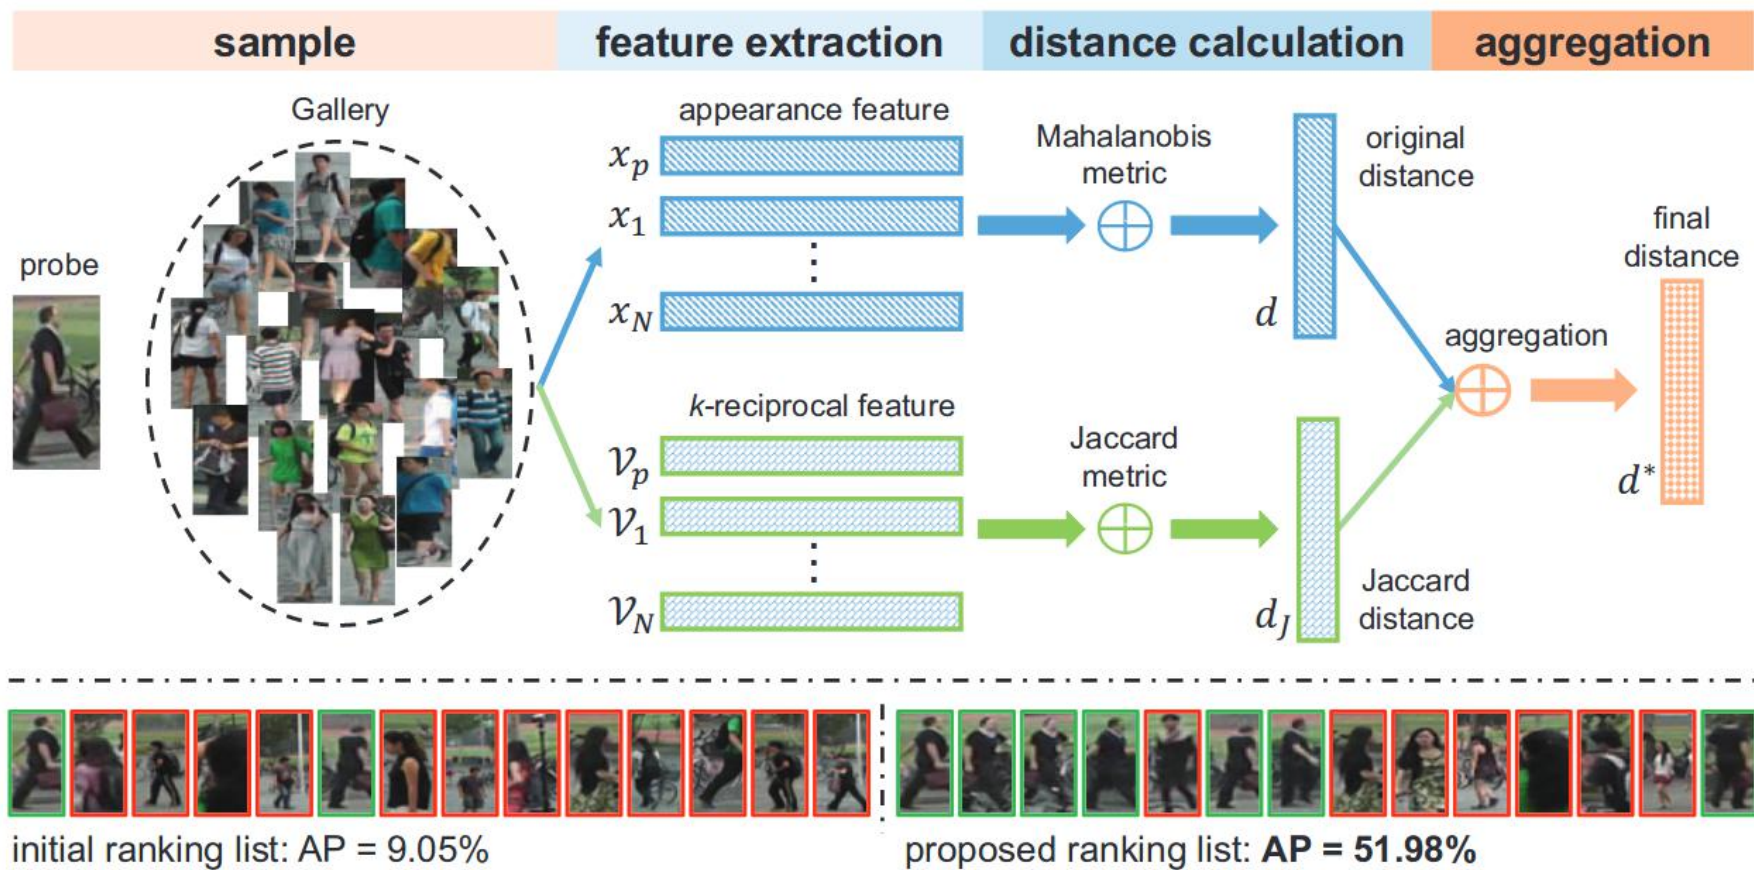 sample
feature extraction
distance calculation
aggregation
probe
Gallery
appearance feature
x_p
x_1
x_N
Mahalanobis
metric
d
original
distance
k-reciprocal feature
𝒱_p
𝒱_1
𝒱_N
Jaccard
metric
d_J
Jaccard
distance
aggregation
final
distance
d*
initial ranking list: AP = 9.05%
proposed ranking list: AP = 51.98%